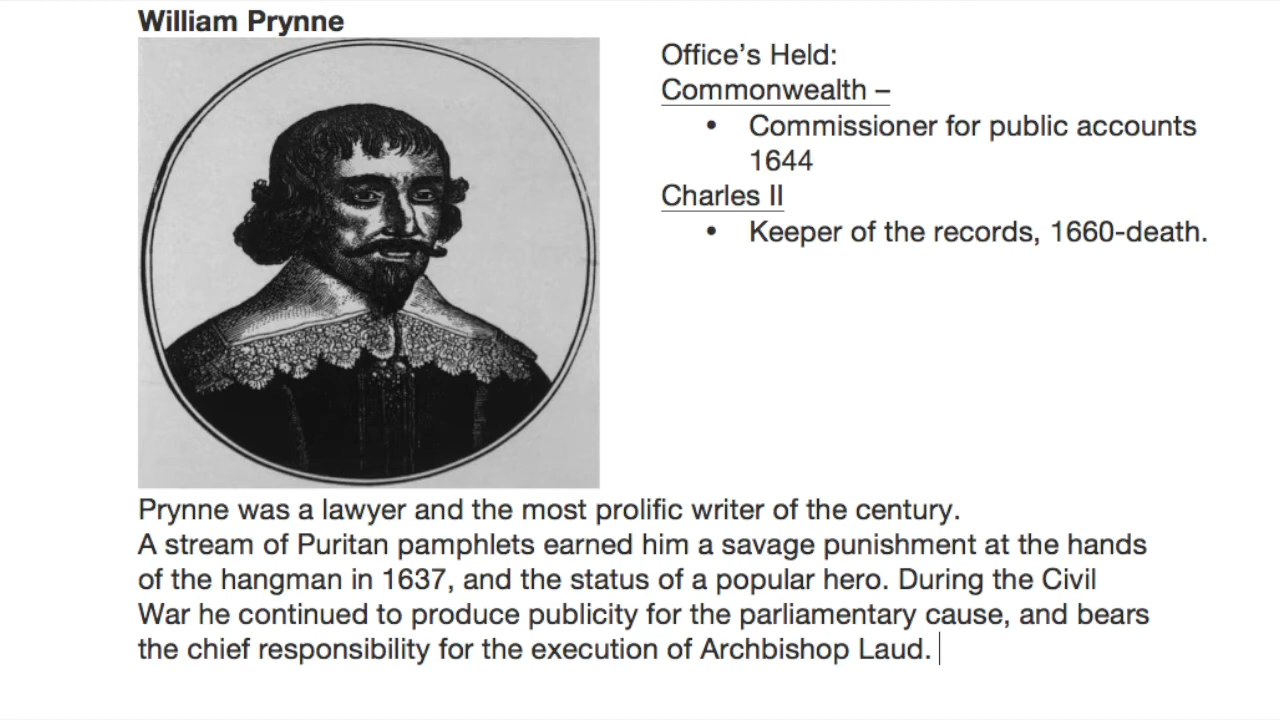 William Prynne
Office’s Held:
Commonwealth –
• Commissioner for public accounts
1644
Charles II
• Keeper of the records, 1660-death.
Prynne was a lawyer and the most prolific writer of the century.
A stream of Puritan pamphlets earned him a savage punishment at the hands
of the hangman in 1637, and the status of a popular hero. During the Civil
War he continued to produce publicity for the parliamentary cause, and bears
the chief responsibility for the execution of Archbishop Laud.